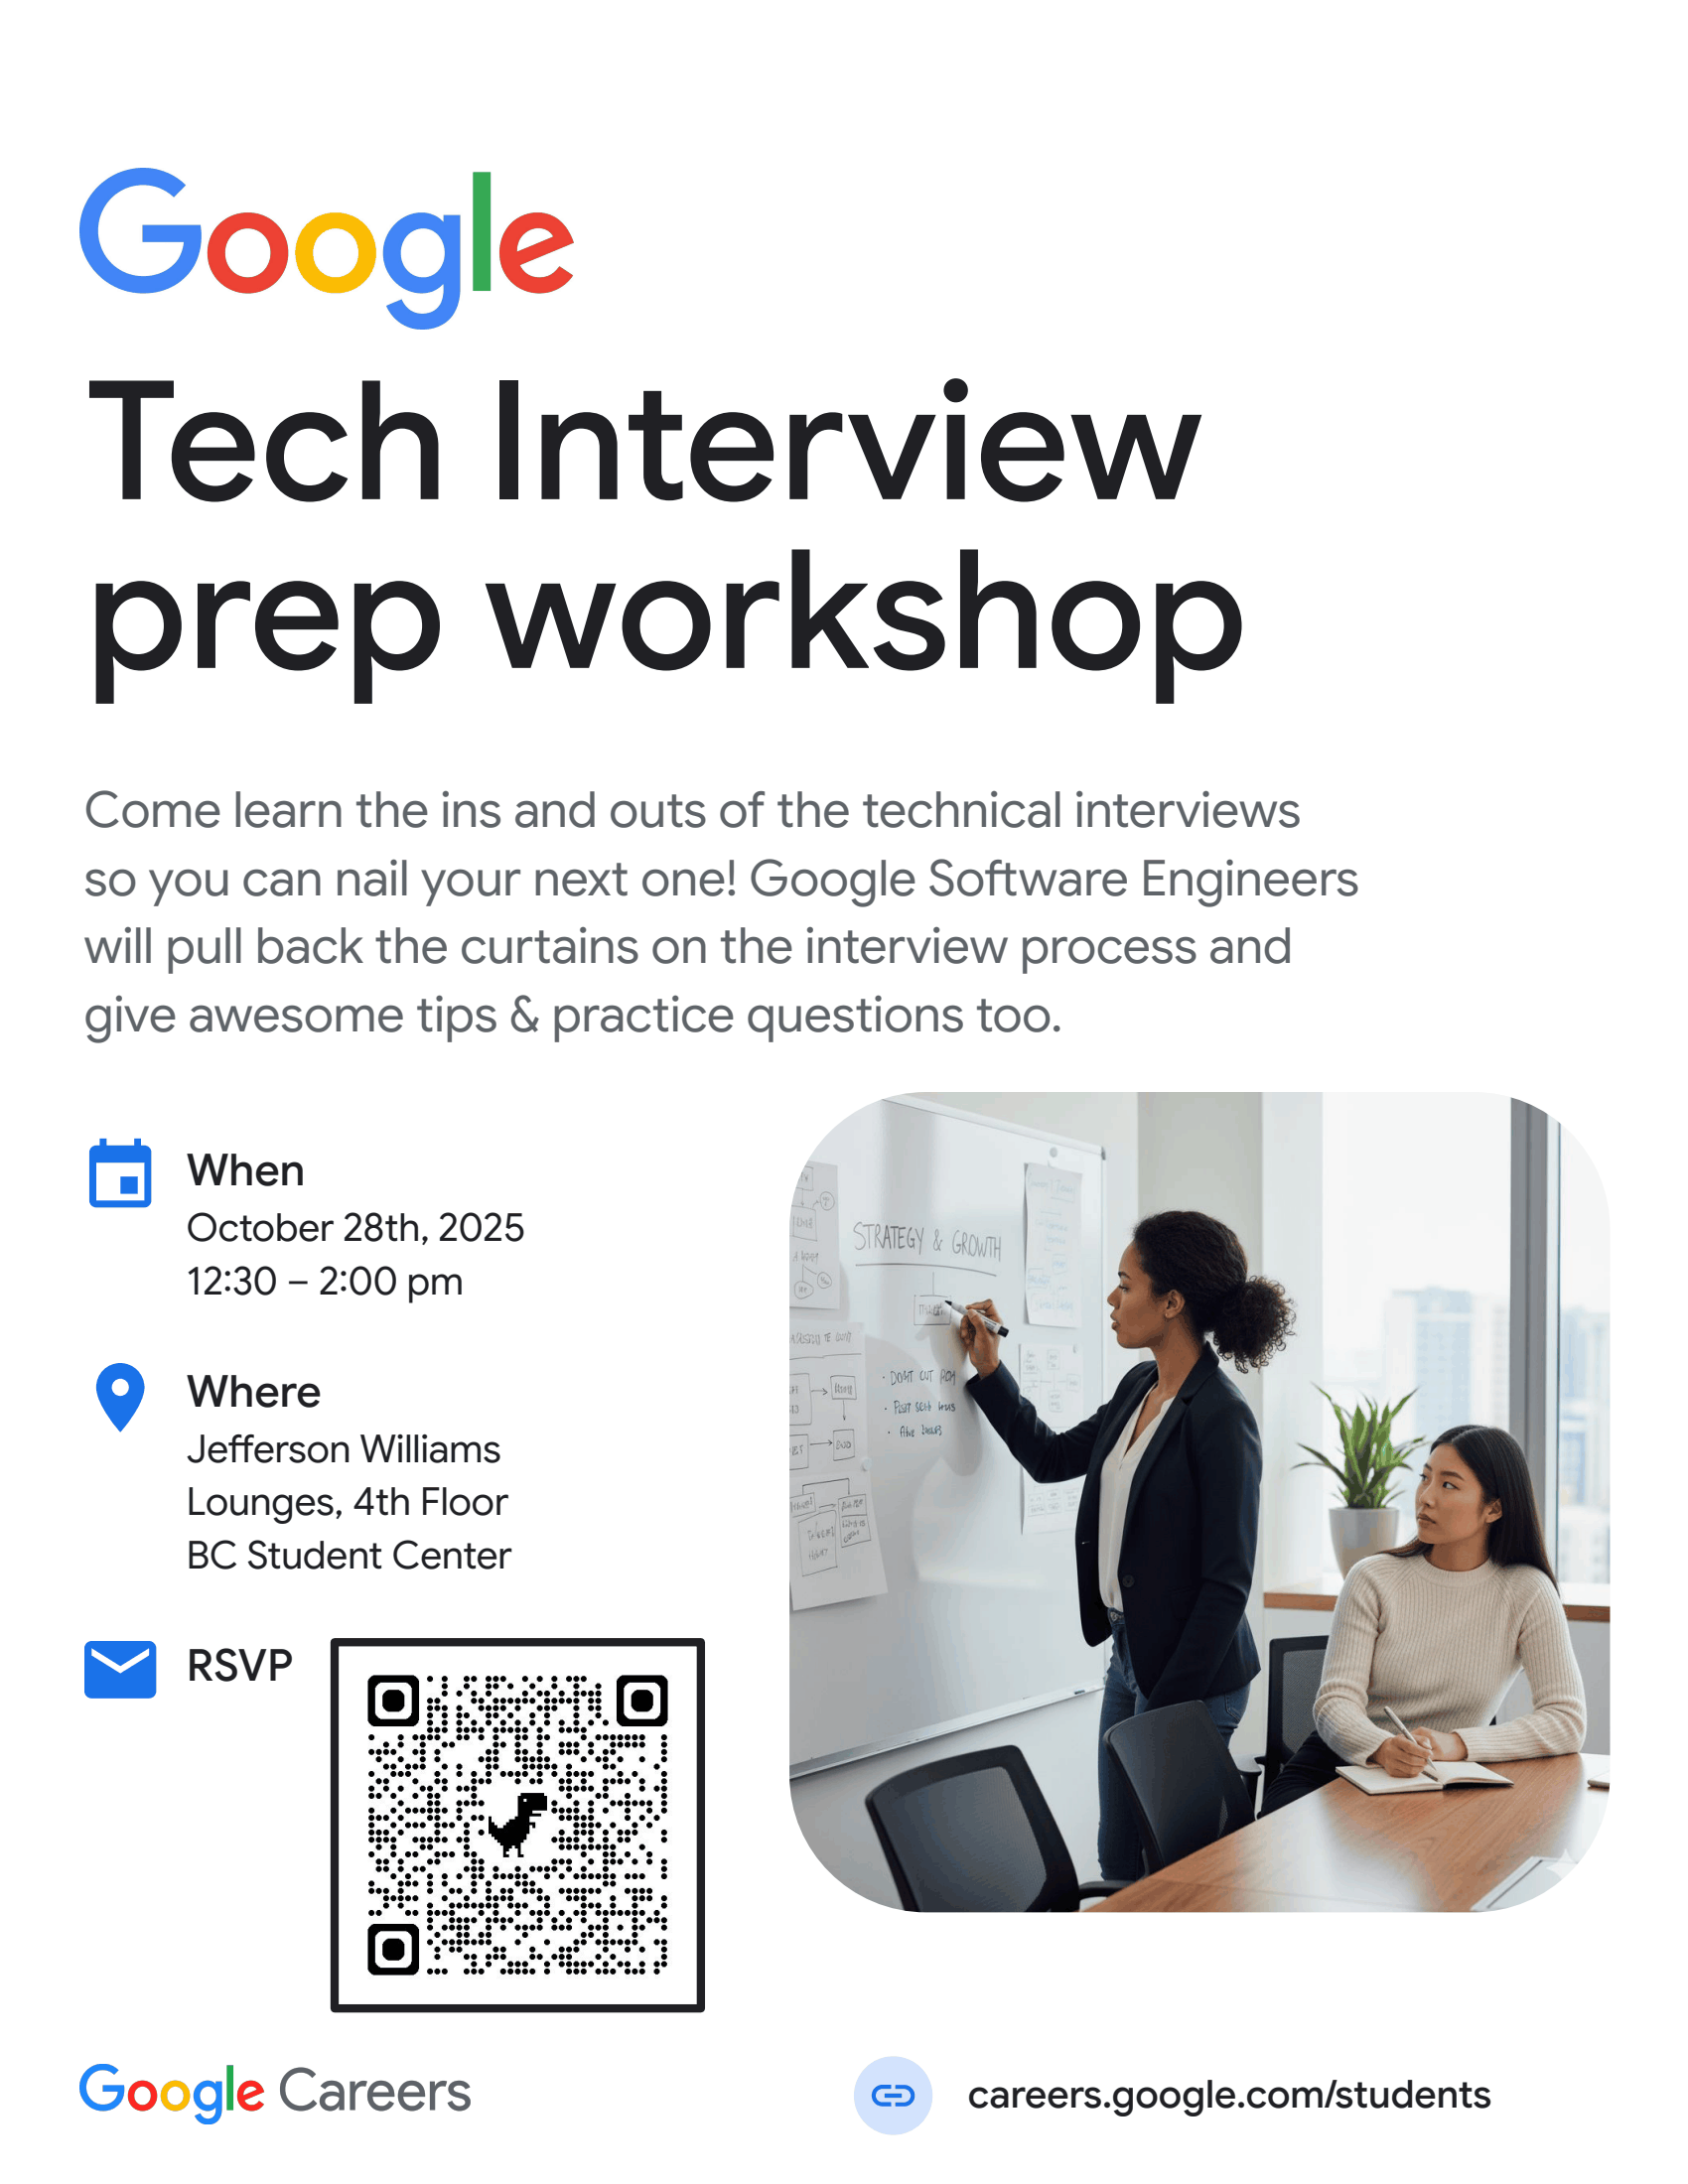 Google
Tech Interview
prep workshop
Come learn the ins and outs of the technical interviews
so you can nail your next one! Google Software Engineers
will pull back the curtains on the interview process and
give awesome tips & practice questions too.
When
October 28th, 2025
12:30 – 2:00 pm
Where
Jefferson Williams
Lounges, 4th Floor
BC Student Center
RSVP
STRATEGY & GROWTH
Google Careers
careers.google.com/students